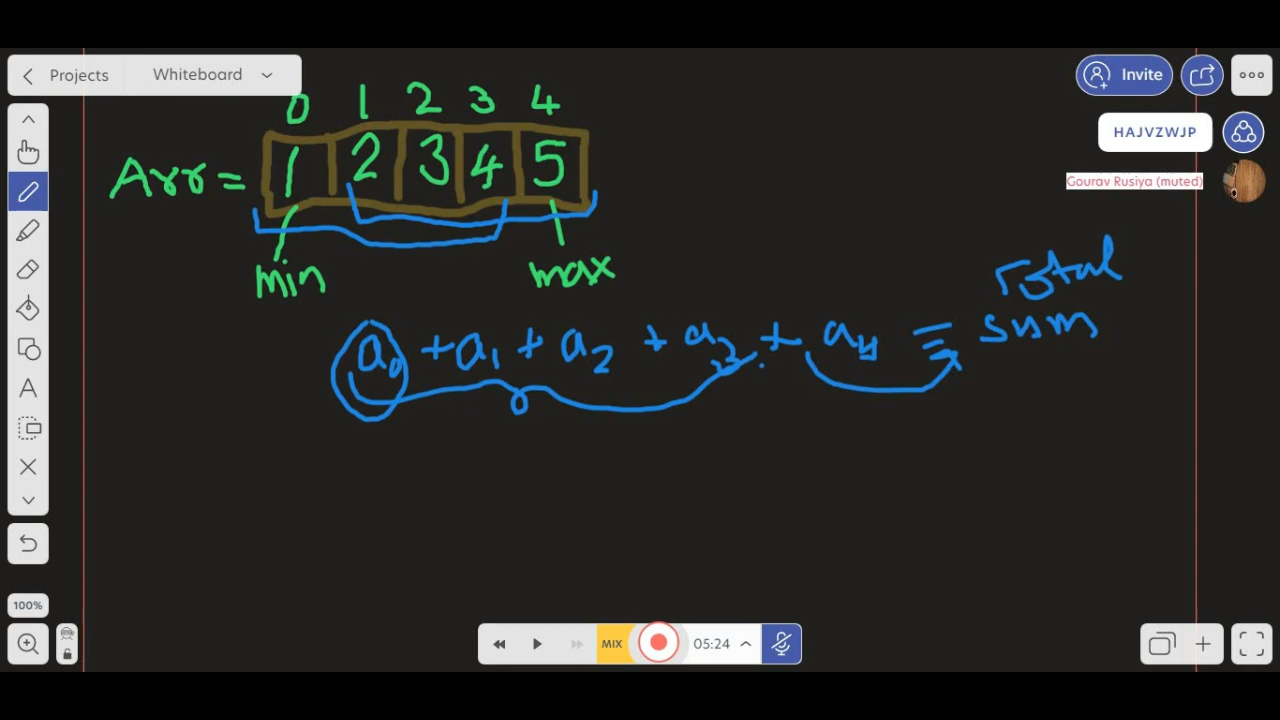 Projects Whiteboard
Invite
0 1 2 3 4
HAJVZWJP
Arr = 1 2 3 4 5
Gourav Rusiya (muted)
min max
a0 + a1 + a2 + a3 + a4 = Total sum
A
100%
MIX 05:24